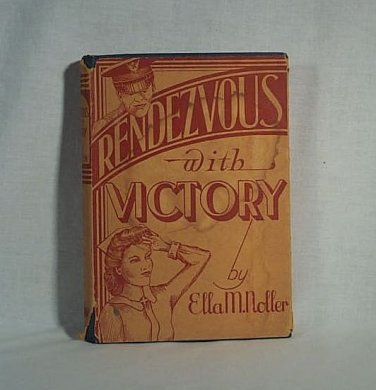 RENDEZVOUS
with
VICTORY
by
Ella M. Noller